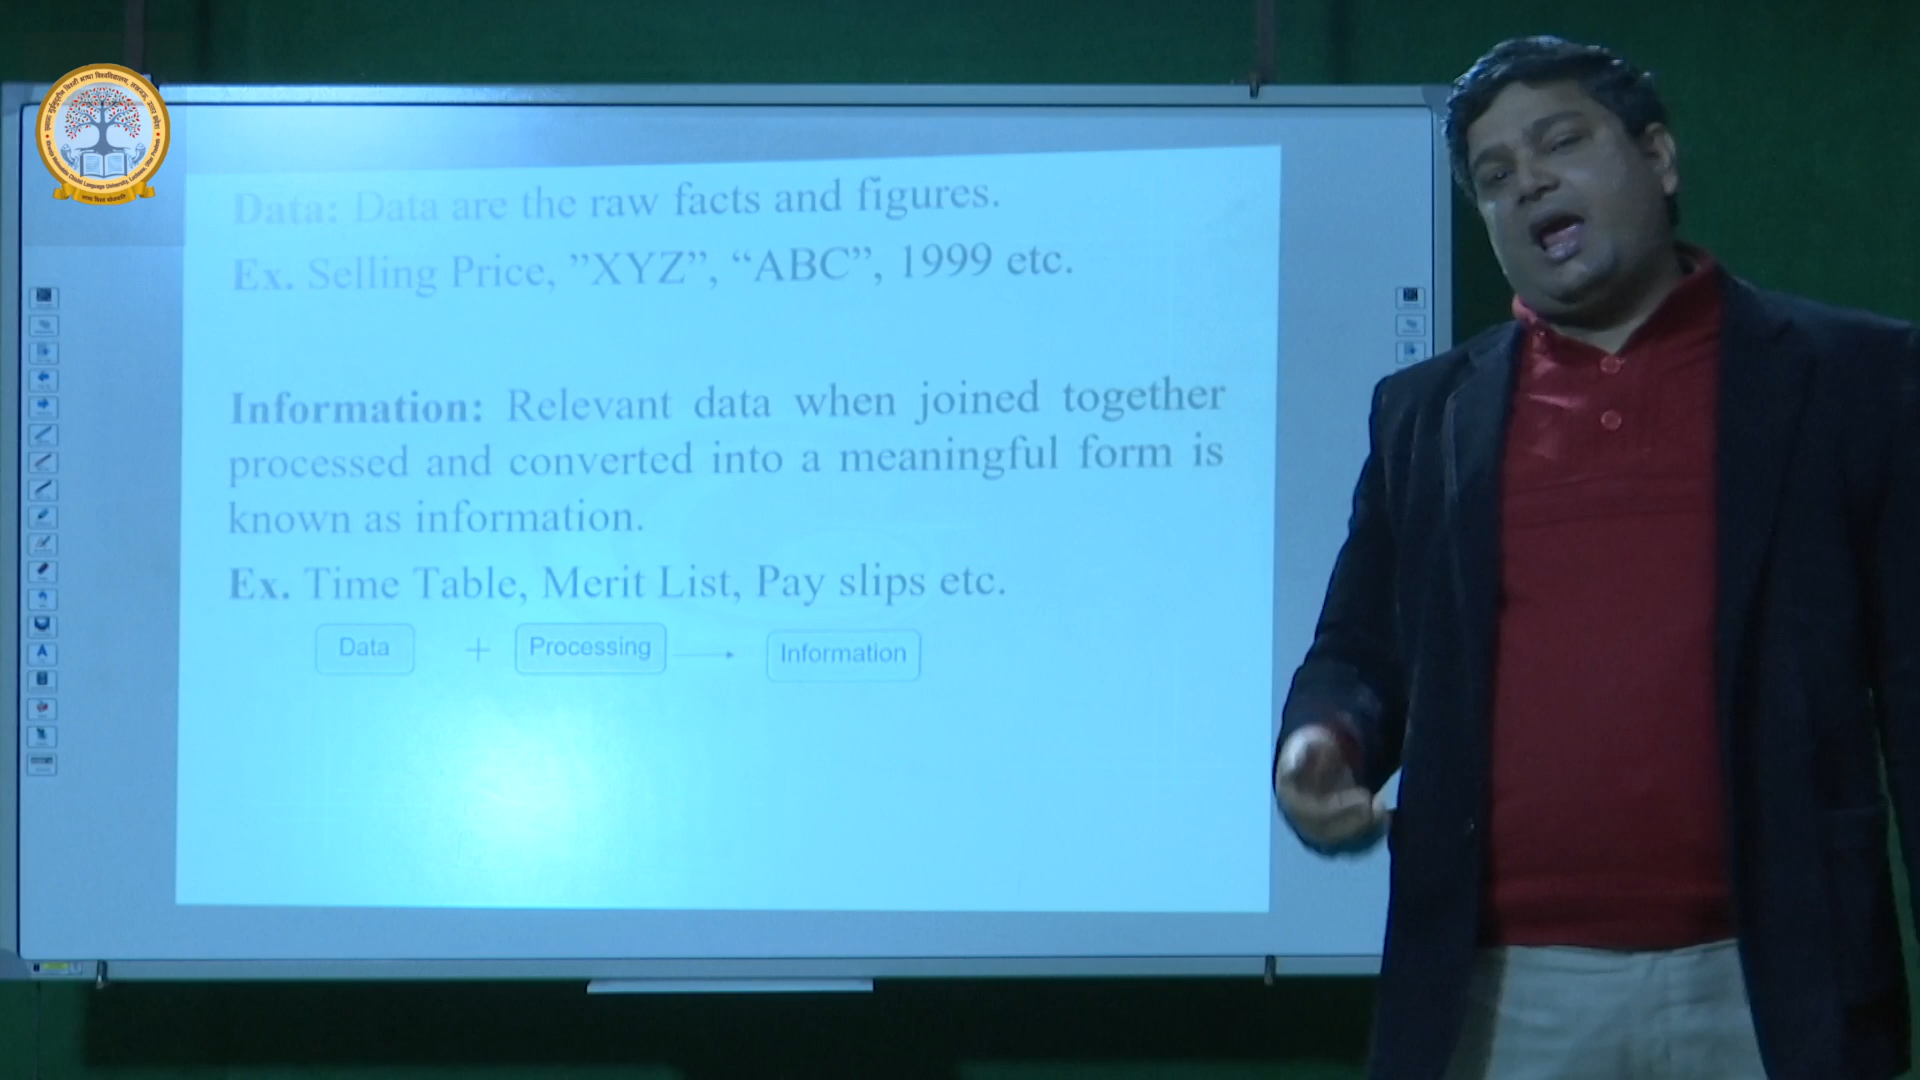 Data: Data are the raw facts and figures.
Ex. Selling Price, ”XYZ”, “ABC”, 1999 etc.
Information: Relevant data when joined together
processed and converted into a meaningful form is
known as information.
Ex. Time Table, Merit List, Pay slips etc.
Data + Processing Information